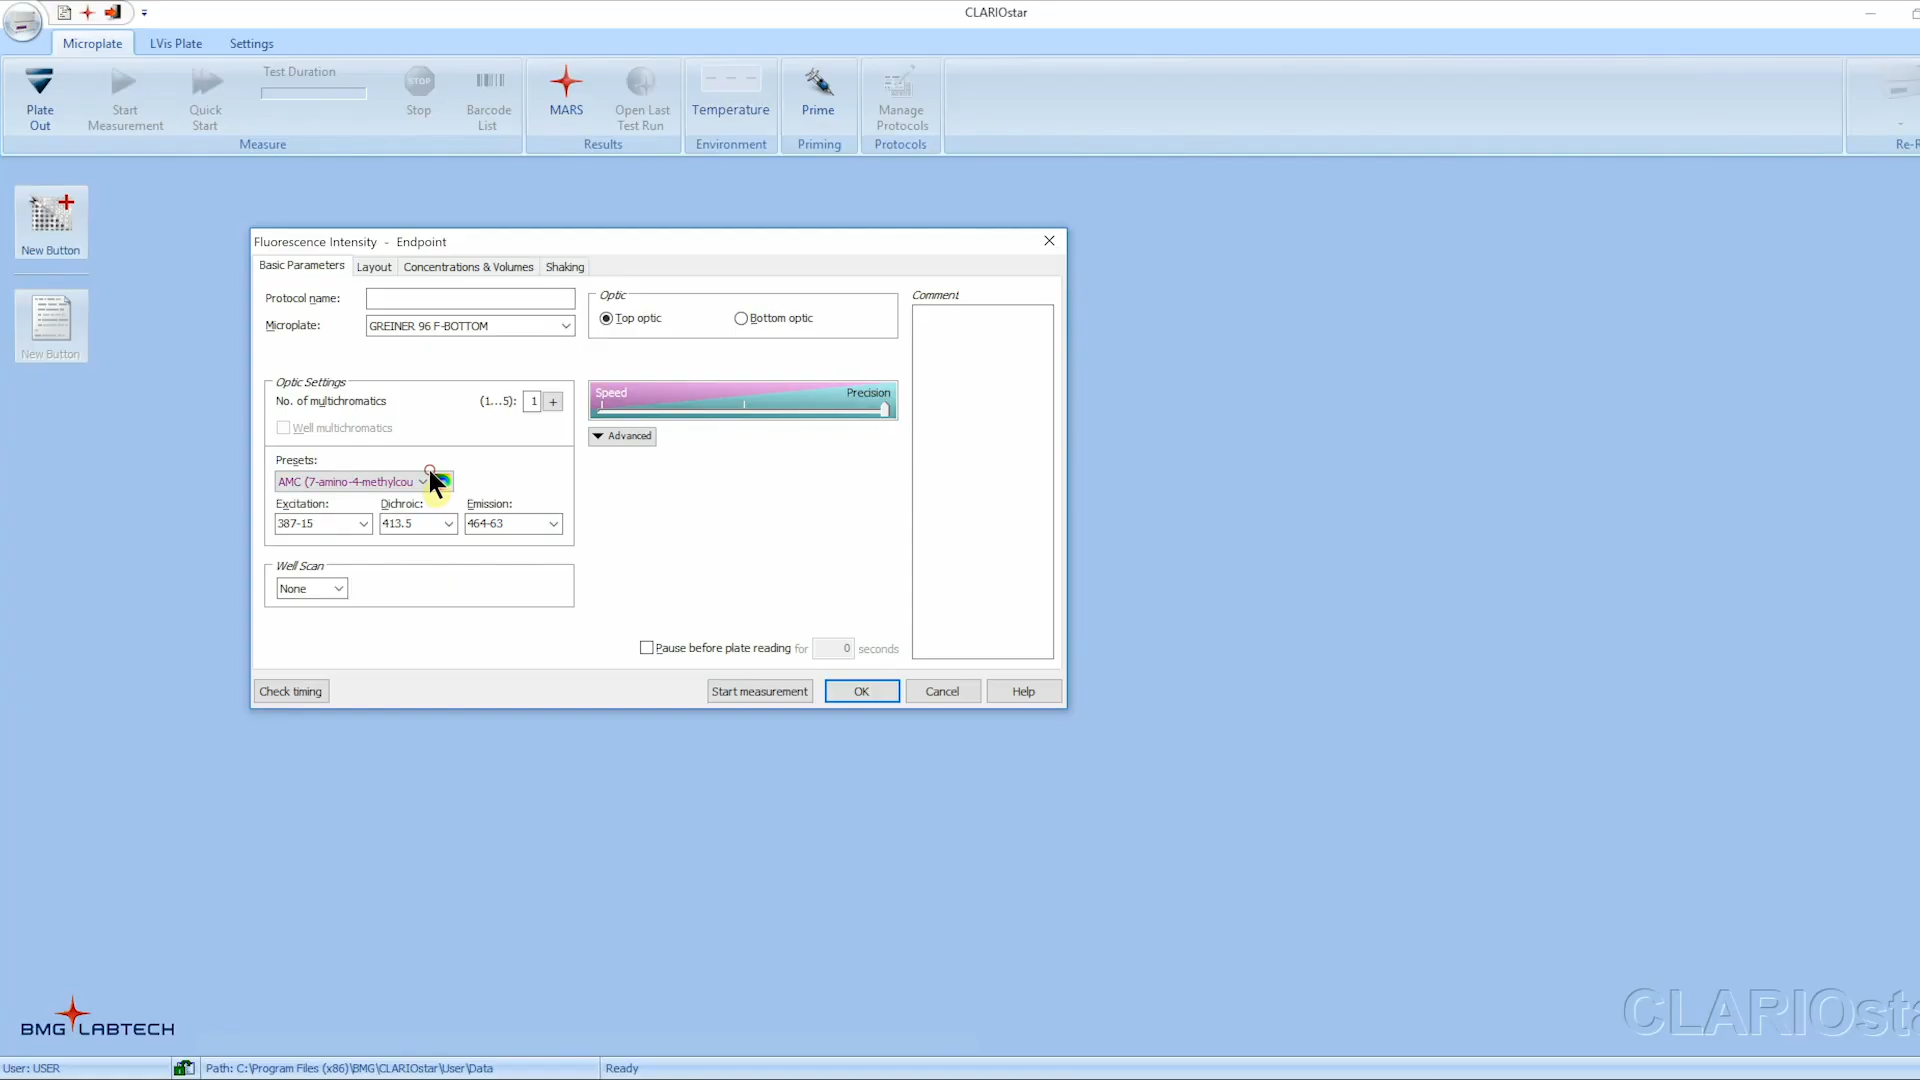 CLARIOstar
Microplate
LVis Plate
Settings
Plate Out
Start Measurement
Quick Start
Test Duration
STOP
Stop
Barcode List
MARS
Open Last Test Run
Temperature
Prime
Manage Protocols
Measure
Results
Environment
Priming
Protocols
Re-R
New Button
New Button
Fluorescence Intensity - Endpoint
Basic Parameters
Layout
Concentrations & Volumes
Shaking
Protocol name:
Microplate:
GREINER 96 F-BOTTOM
Optic
Top optic
Bottom optic
Comment
Optic Settings
No. of multichromatics
(1...5):
1
+
Well multichromatics
Speed
Precision
Advanced
Presets:
AMC (7-amino-4-methylcou
Excitation:
Dichroic:
Emission:
387-15
413.5
464-63
Well Scan
None
Pause before plate reading for
0
seconds
Check timing
Start measurement
OK
Cancel
Help
BMG LABTECH
CLARIOsta
User: USER
Path: C:\Program Files (x86)\BMG\CLARIOstar\User\Data
Ready